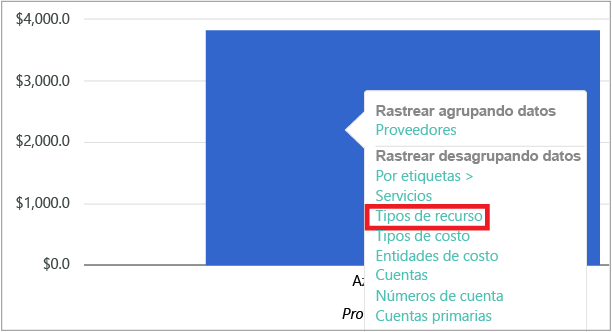 $4,000.0
$3,000.0
$2,000.0
$1,000.0
$0.0
Rastrear agrupando datos
Proveedores
Rastrear desagrupando datos
Por etiquetas >
Servicios
Tipos de recurso
Tipos de costo
Entidades de costo
Cuentas
Números de cuenta
Cuentas primarias